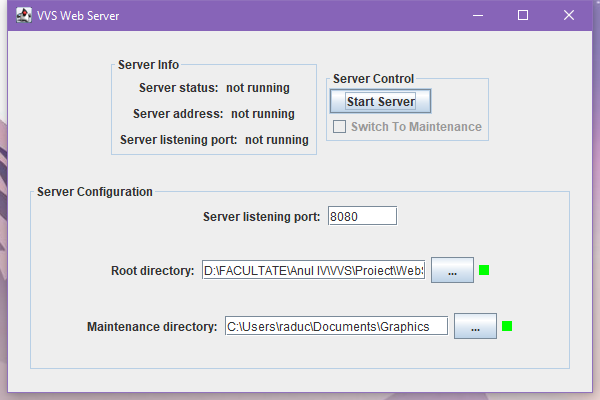 VVS Web Server
Server Info
Server status: not running
Server address: not running
Server listening port: not running
Server Control
Start Server
Switch To Maintenance
Server Configuration
Server listening port: 8080
Root directory: D:\FACULTATE\Anul IV\VVS\Proiect\Web ...
Maintenance directory: C:\Users\raduc\Documents\Graphics ...